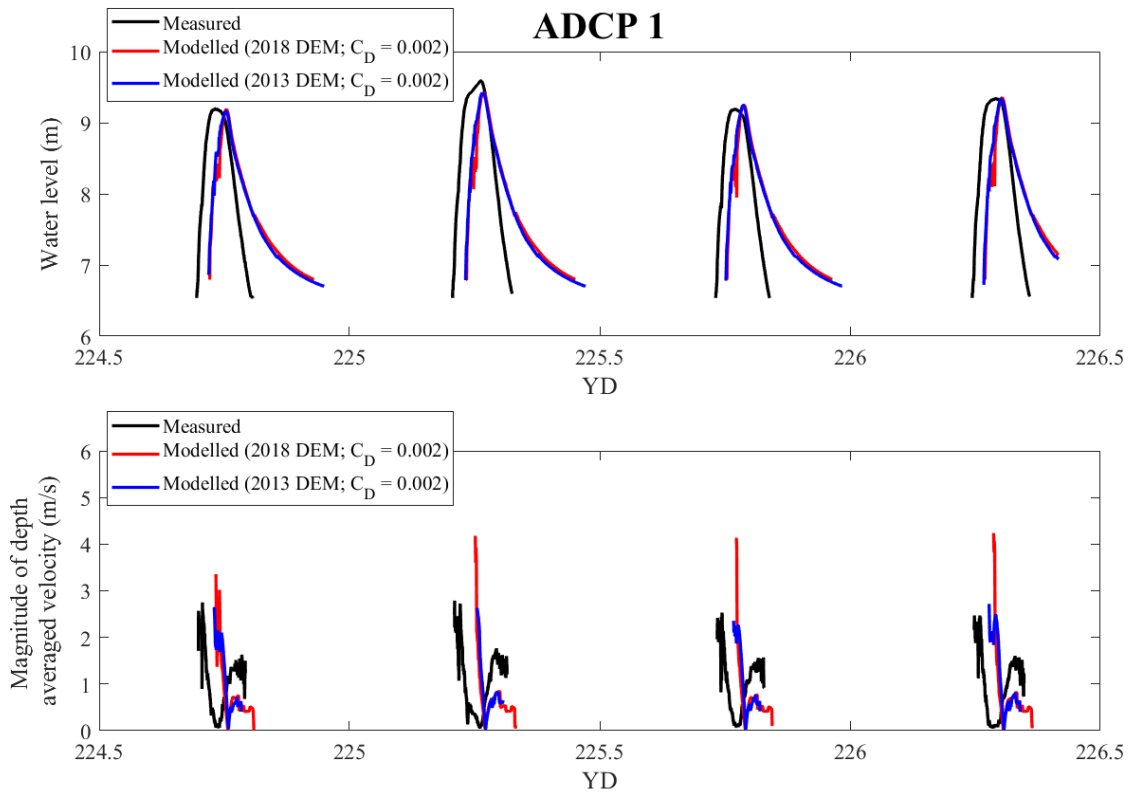 ADCP 1
Measured
Modelled (2018 DEM; C_D = 0.002)
Modelled (2013 DEM; C_D = 0.002)
Water level (m)
10
9
8
7
6
224.5 225 225.5 226 226.5
YD
Measured
Modelled (2018 DEM; C_D = 0.002)
Modelled (2013 DEM; C_D = 0.002)
Magnitude of depth
averaged velocity (m/s)
6
5
4
3
2
1
0
224.5 225 225.5 226 226.5
YD